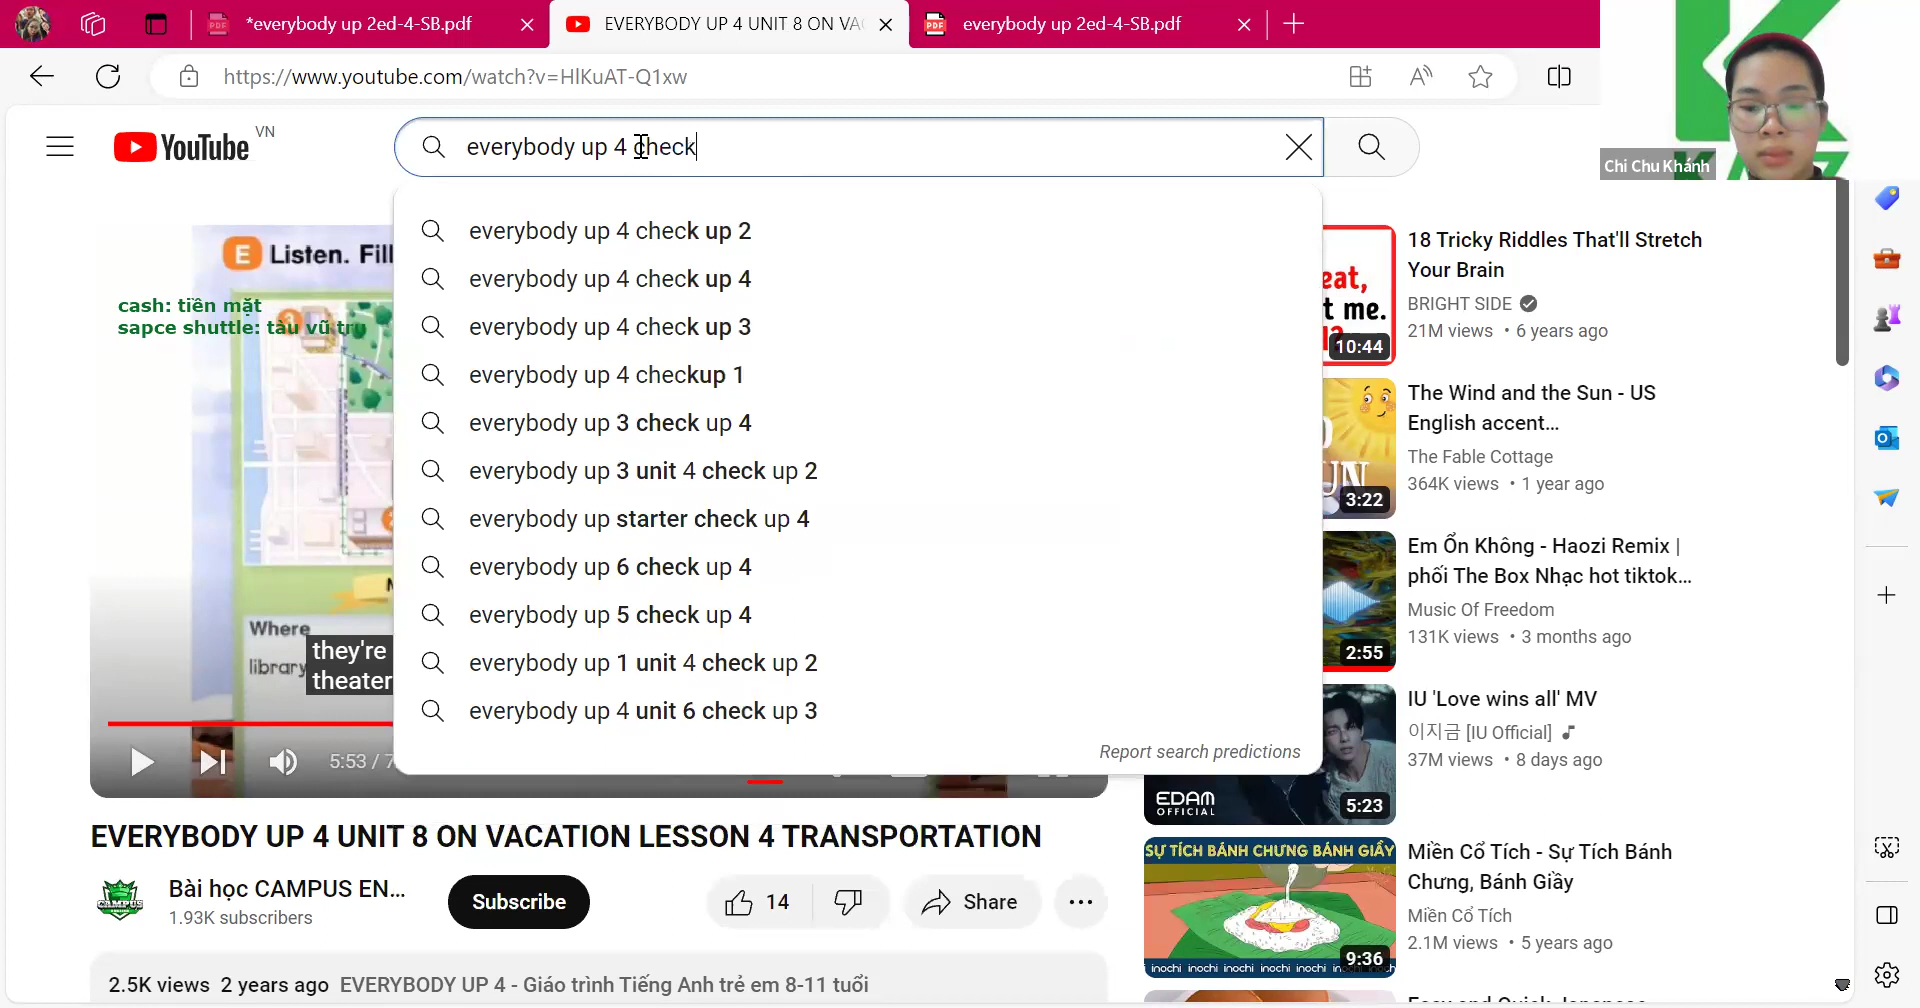 *everybody up 2ed-4-SB.pdf
EVERYBODY UP 4 UNIT 8 ON VA
everybody up 2ed-4-SB.pdf
https://www.youtube.com/watch?v=HlKuAT-Q1xw
YouTube VN
everybody up 4 check
Chi Chu Khánh
everybody up 4 check up 2
everybody up 4 check up 4
everybody up 4 check up 3
everybody up 4 checkup 1
everybody up 3 check up 4
everybody up 3 unit 4 check up 2
everybody up starter check up 4
everybody up 6 check up 4
everybody up 5 check up 4
everybody up 1 unit 4 check up 2
everybody up 4 unit 6 check up 3
Report search predictions
E Listen. Fill
cash: tiền mặt
sapce shuttle: tàu vũ trụ
Where
library
they're
theater
5:53 / 7
EVERYBODY UP 4 UNIT 8 ON VACATION LESSON 4 TRANSPORTATION
Bài học CAMPUS EN...
1.93K subscribers
Subscribe
14
Share
2.5K views 2 years ago EVERYBODY UP 4 - Giáo trình Tiếng Anh trẻ em 8-11 tuổi
eat,
t me.
10:44
18 Tricky Riddles That'll Stretch
Your Brain
BRIGHT SIDE
21M views • 6 years ago
UN
3:22
The Wind and the Sun - US
English accent...
The Fable Cottage
364K views • 1 year ago
2:55
Em Ổn Không - Haozi Remix |
phối The Box Nhạc hot tiktok...
Music Of Freedom
131K views • 3 months ago
EDAM
OFFICIAL
5:23
IU 'Love wins all' MV
이지금 [IU Official]
37M views • 8 days ago
SỰ TÍCH BÁNH CHƯNG BÁNH GIẦY
inochi inochi inochi inochi inochi inochi
9:36
Miền Cổ Tích - Sự Tích Bánh
Chưng, Bánh Giầy
Miền Cổ Tích
2.1M views • 5 years ago